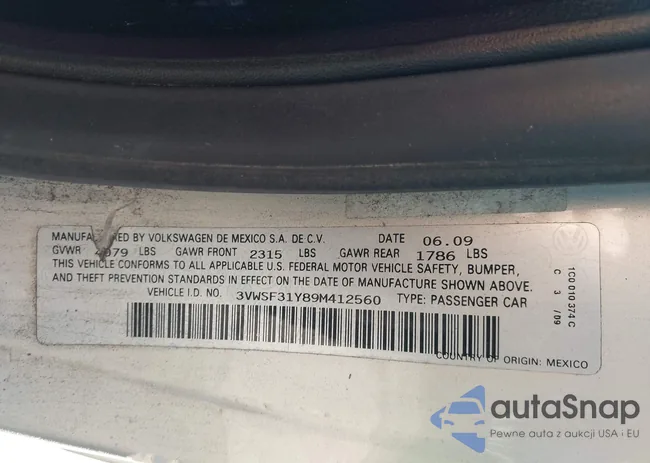 MANUFACTURED BY VOLKSWAGEN DE MEXICO S.A. DE C.V. DATE 06.09
GVWR 4079 LBS GAWR FRONT 2315 LBS GAWR REAR 1786 LBS
THIS VEHICLE CONFORMS TO ALL APPLICABLE U.S. FEDERAL MOTOR VEHICLE SAFETY, BUMPER,
AND THEFT PREVENTION STANDARDS IN EFFECT ON THE DATE OF MANUFACTURE SHOWN ABOVE.
VEHICLE I.D. NO. 3VWSF31Y89M412560 TYPE: PASSENGER CAR
COUNTRY OF ORIGIN: MEXICO
1C0 010 374 C
C 3 /09
autaSnap
Pewne auta z aukcji USA i EU